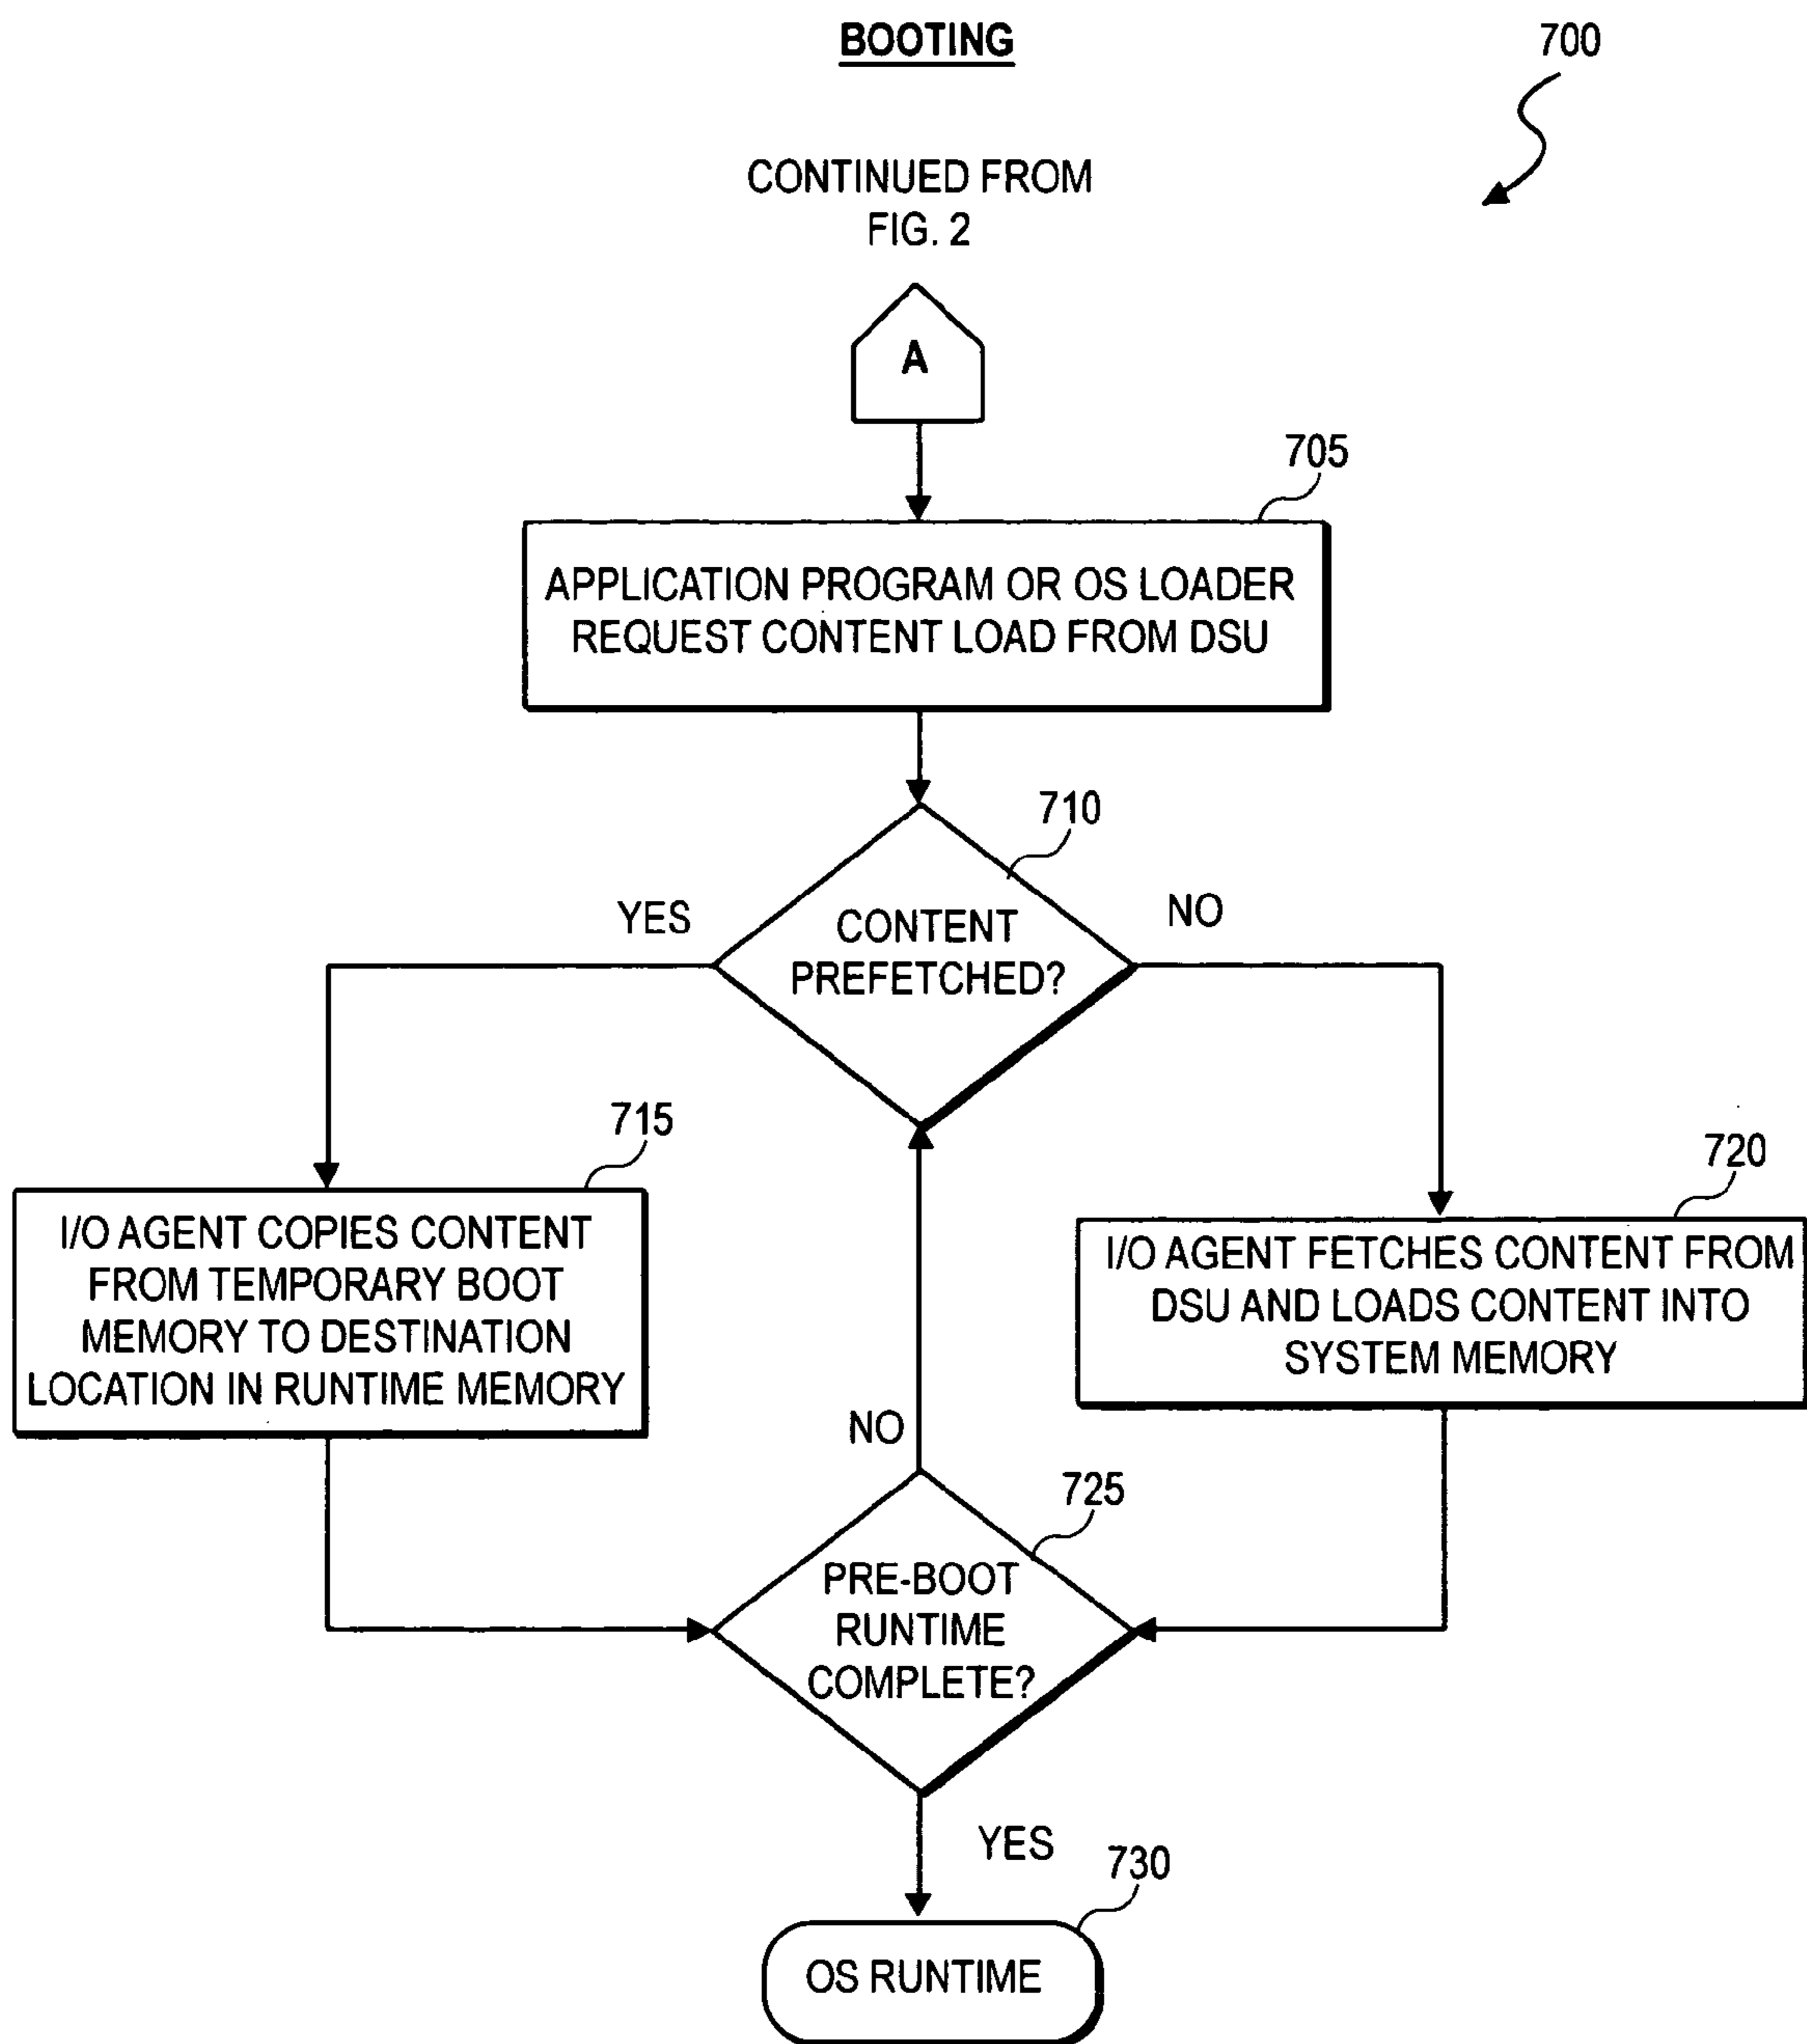 BOOTING
700
CONTINUED FROM
FIG. 2
A
705
APPLICATION PROGRAM OR OS LOADER
REQUEST CONTENT LOAD FROM DSU
710
YES
NO
CONTENT
PREFETCHED?
715
I/O AGENT COPIES CONTENT
FROM TEMPORARY BOOT
MEMORY TO DESTINATION
LOCATION IN RUNTIME MEMORY
720
I/O AGENT FETCHES CONTENT FROM
DSU AND LOADS CONTENT INTO
SYSTEM MEMORY
NO
725
PRE-BOOT
RUNTIME
COMPLETE?
YES
730
OS RUNTIME